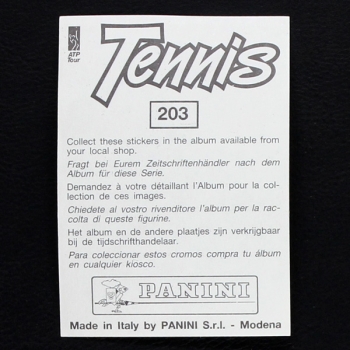 ATP
Tour
Tennis
203
Collect these stickers in the album available from
your local shop.
Fragt bei Eurem Zeitschriftenhändler nach dem
Album für diese Serie.
Demandez à votre détaillant l'Album pour la col-
lection de ces images.
Chiedete al vostro rivenditore l'album per la rac-
colta di queste figurine.
Het album en de andere plaatjes zijn verkrijgbaar
bij de tijdschrifthandelaar.
Para coleccionar estos cromos compra tu álbum
en cualquier kiosco.
PANINI
Made in Italy by PANINI S.r.l. - Modena